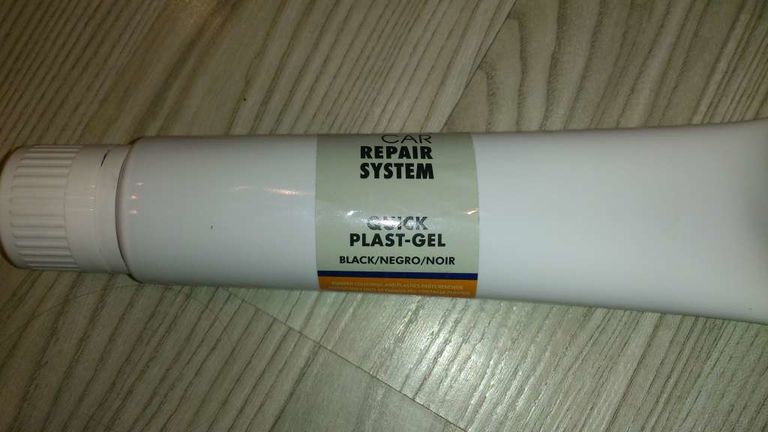 CAR
REPAIR
SYSTEM
QUICK
PLAST-GEL
BLACK/NEGRO/NOIR